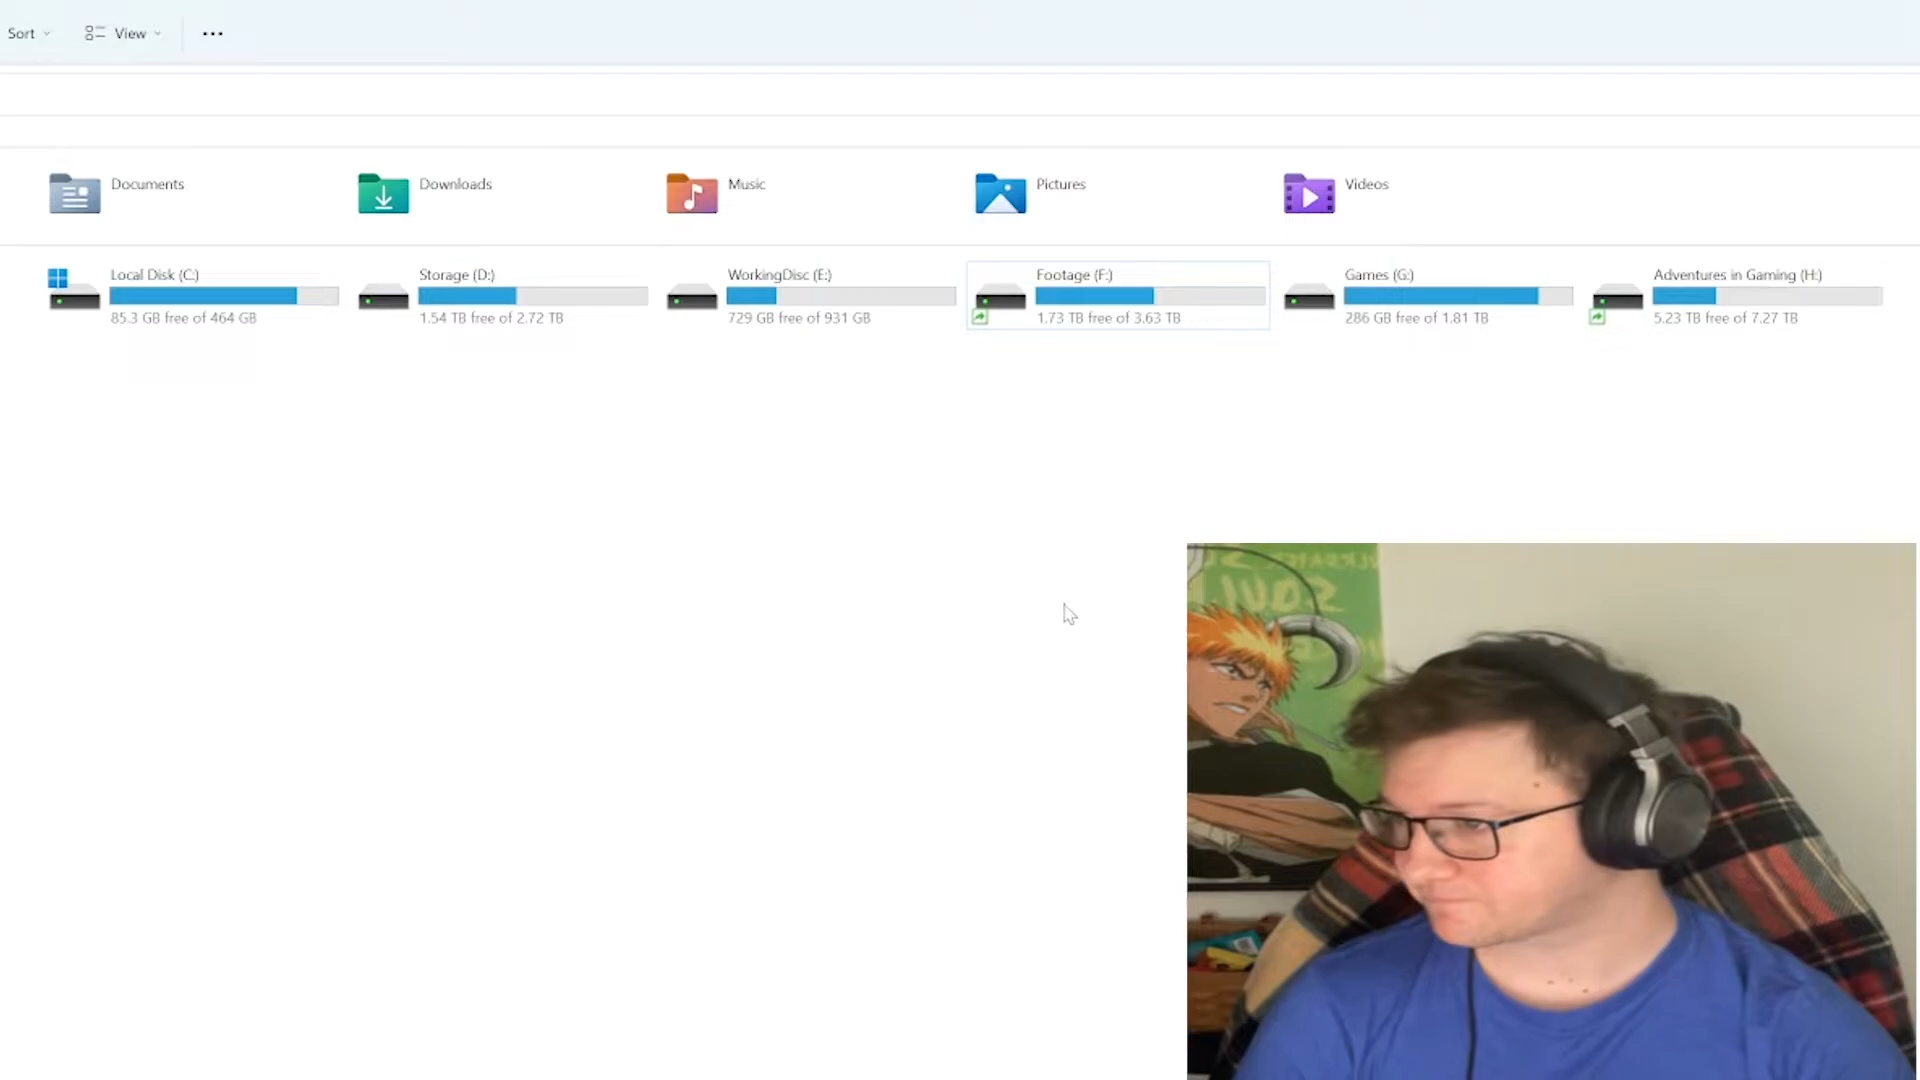 Sort
View
Documents
Downloads
Music
Pictures
Videos
Local Disk (C:)
85.3 GB free of 464 GB
Storage (D:)
1.54 TB free of 2.72 TB
WorkingDisc (E:)
729 GB free of 931 GB
Footage (F:)
1.73 TB free of 3.63 TB
Games (G:)
286 GB free of 1.81 TB
Adventures in Gaming (H:)
5.23 TB free of 7.27 TB